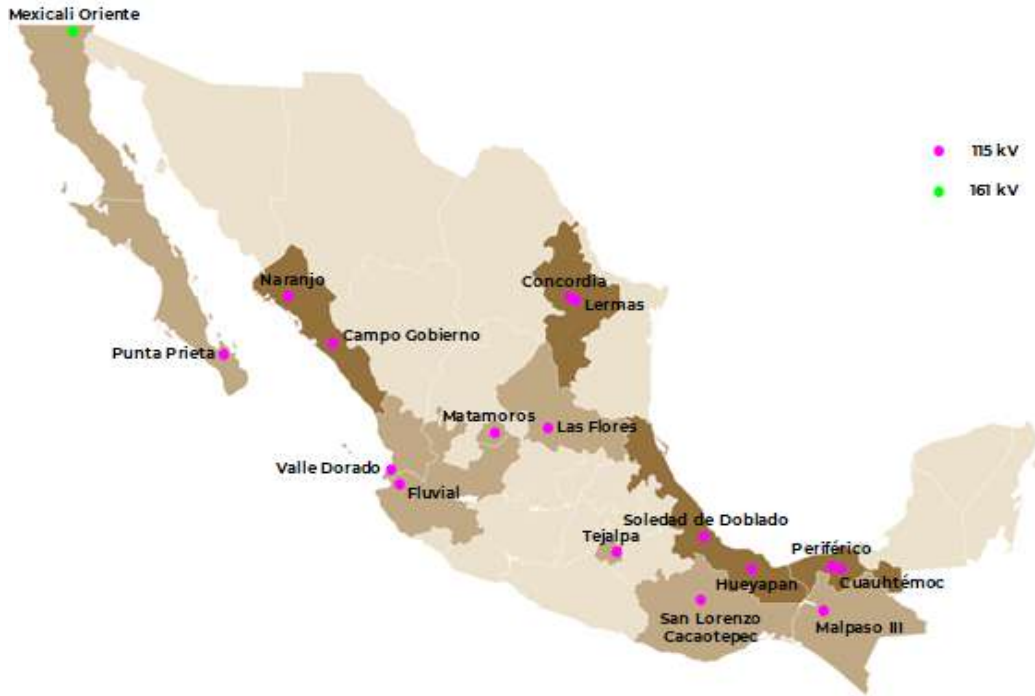 Mexicali Oriente
115 kV
161 kV
Naranjo
Concordia
Lermas
Campo Gobierno
Punta Prieta
Matamoros
Las Flores
Valle Dorado
Fluvial
Soledad de Doblado
Tejalpa
Periférico
Hueyapan
Cuauhtémoc
San Lorenzo
Cacaotepec
Malpaso III